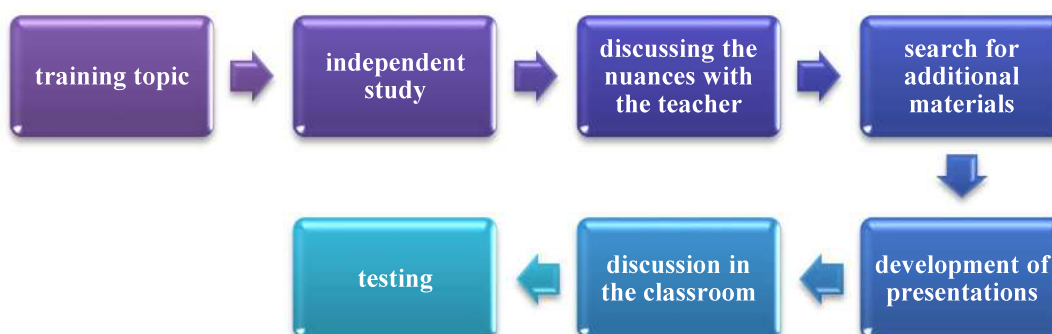 training topic
independent
study
discussing the
nuances with
the teacher
search for
additional
materials
development of
presentations
discussion in
the classroom
testing